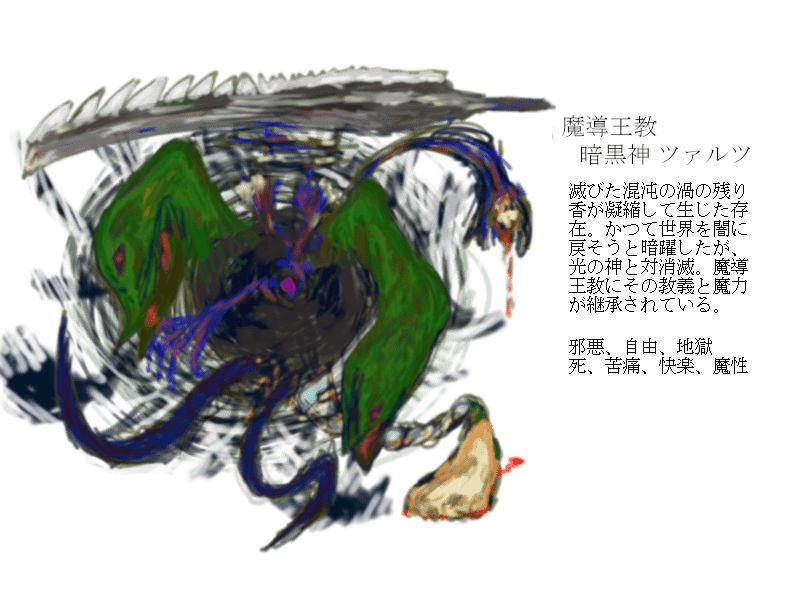 魔導王教
暗黒神 ツァルツ
滅びた混沌の渦の残り
香が凝縮して生じた存
在。かつて世界を闇に
戻そうと暗躍したが、
光の神と対消滅。魔導
王教にその教義と魔力
が継承されている。
邪悪、自由、地獄
死、苦痛、快楽、魔性